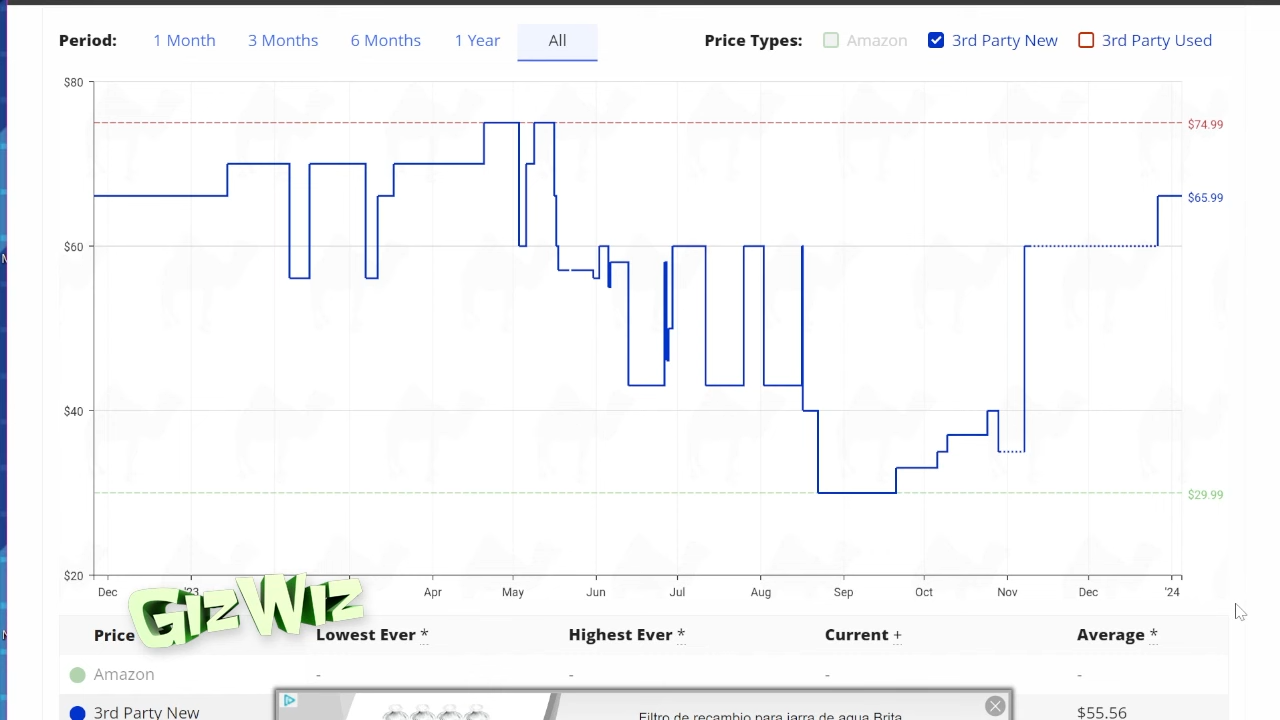 Period: 1 Month 3 Months 6 Months 1 Year All Price Types: Amazon 3rd Party New 3rd Party Used
$80
$74.99
$65.99
$60
$40
$29.99
$20
Dec '23 Apr May Jun Jul Aug Sep Oct Nov Dec '24
GizWiz
Price Lowest Ever * Highest Ever * Current + Average *
Amazon - - - -
3rd Party New $55.56
Filtro de recambio para jarra de agua Brita